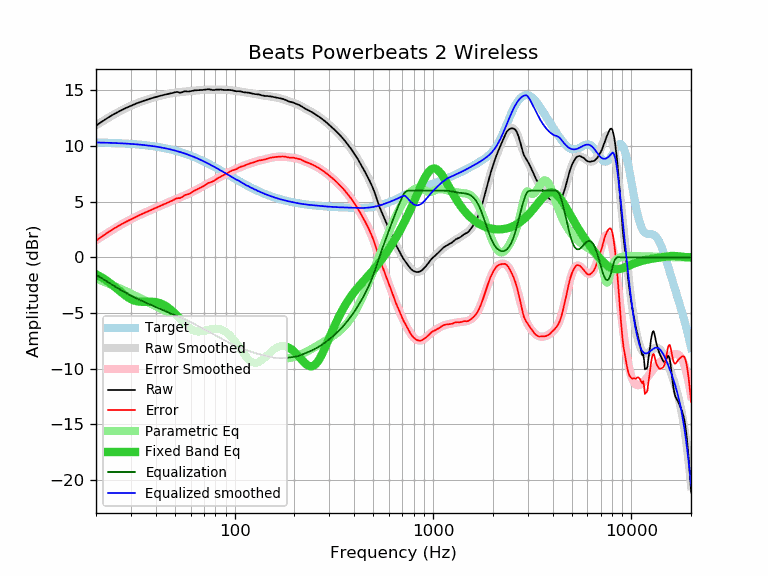 Beats Powerbeats 2 Wireless
Amplitude (dBr)
15
10
5
0
−5
−10
−15
−20
Target
Raw Smoothed
Error Smoothed
Raw
Error
Parametric Eq
Fixed Band Eq
Equalization
Equalized smoothed
100 1000 10000
Frequency (Hz)